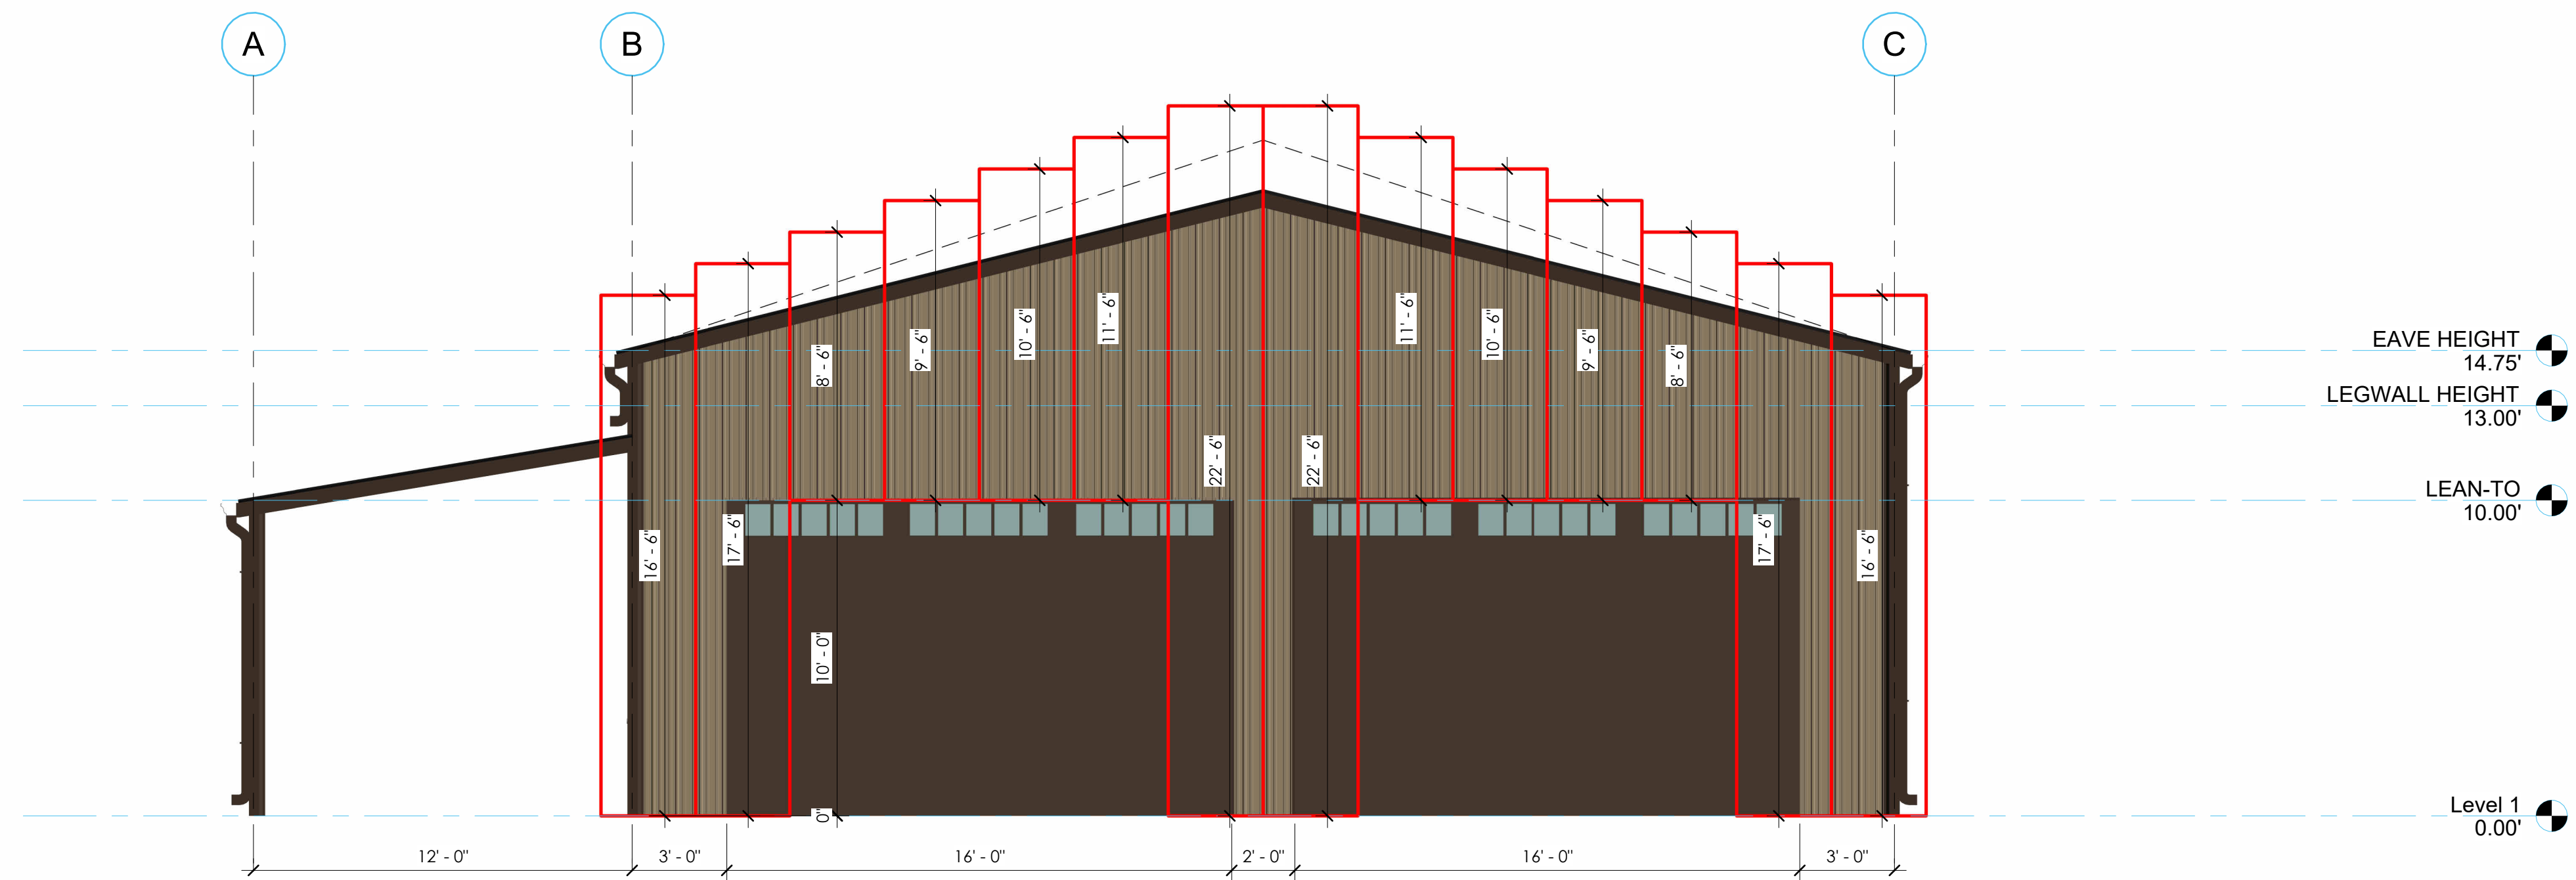 A
B
C
11' - 6"
11' - 6"
10' - 6"
10' - 6"
9' - 6"
9' - 6"
8' - 6"
8' - 6"
EAVE HEIGHT
14.75'
LEGWALL HEIGHT
13.00'
22' - 6"
22' - 6"
LEAN-TO
10.00'
16' - 6"
17' - 6"
17' - 6"
16' - 6"
10' - 0"
0"
Level 1
0.00'
12' - 0"
3' - 0"
16' - 0"
2' - 0"
16' - 0"
3' - 0"